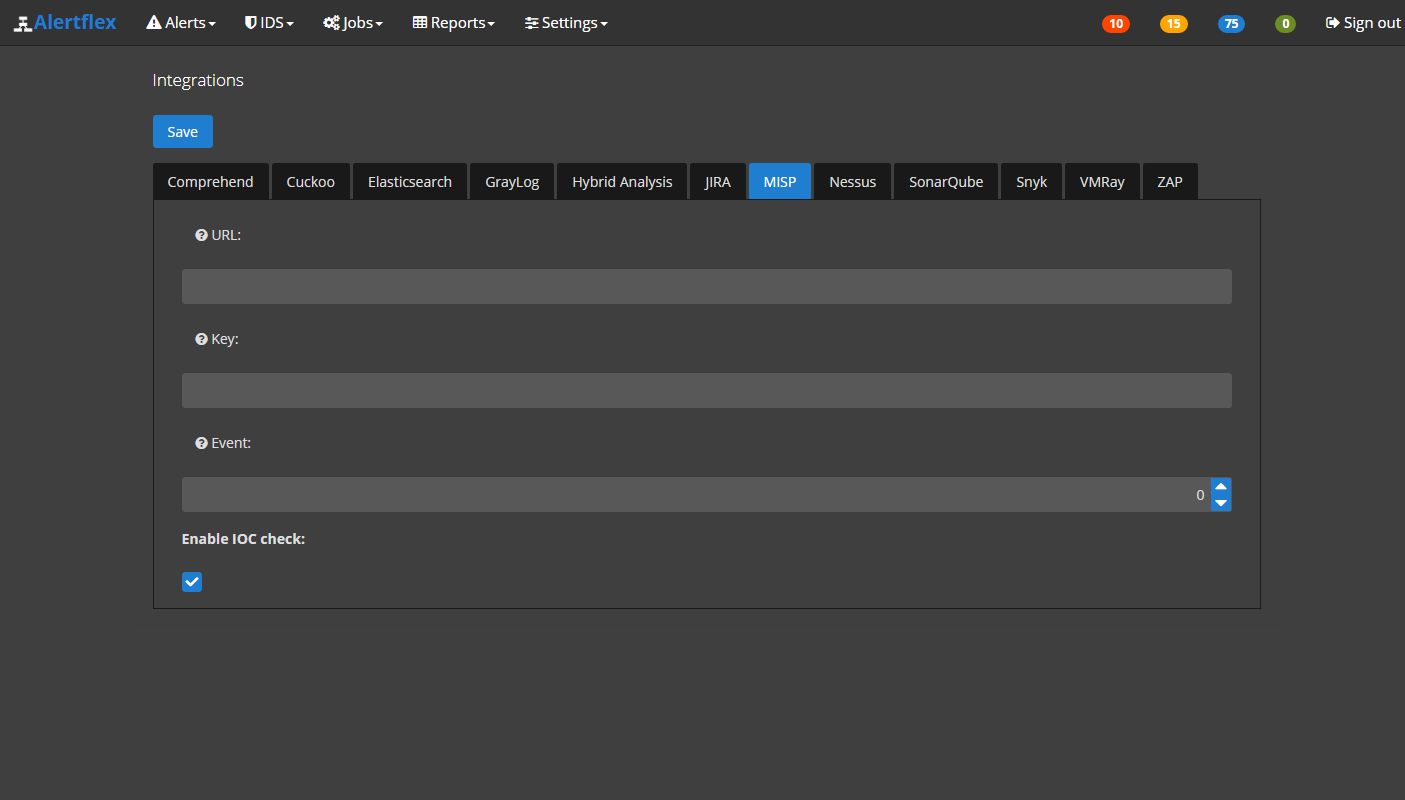 Alertflex Alerts IDS Jobs Reports Settings 10 15 75 0 Sign out
Integrations
Save
Comprehend Cuckoo Elasticsearch GrayLog Hybrid Analysis JIRA MISP Nessus SonarQube Snyk VMRay ZAP
URL:
Key:
Event:
0
Enable IOC check: